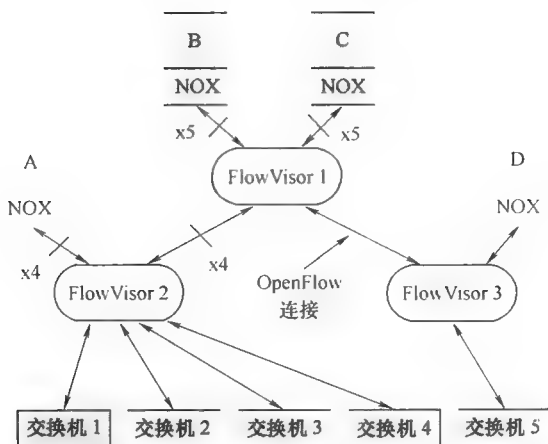 B
C
NOX
NOX
x5
x5
FlowVisor 1
A
D
NOX
NOX
x4
x4
FlowVisor 2
OpenFlow
连接
FlowVisor 3
交换机 1
交换机 2
交换机 3
交换机 4
交换机 5